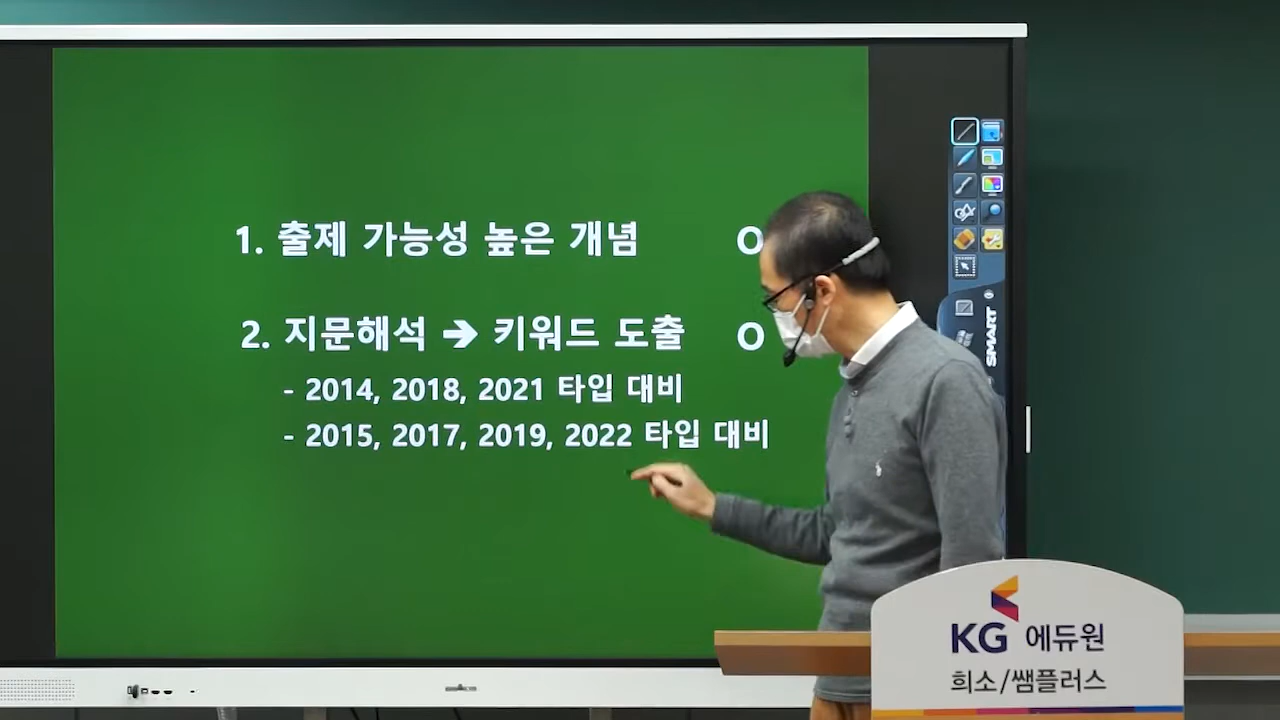 1. 출제 가능성 높은 개념 O
2. 지문해석 → 키워드 도출 O
- 2014, 2018, 2021 타입 대비
- 2015, 2017, 2019, 2022 타입 대비
SMART
KG 에듀원
희소/쌤플러스